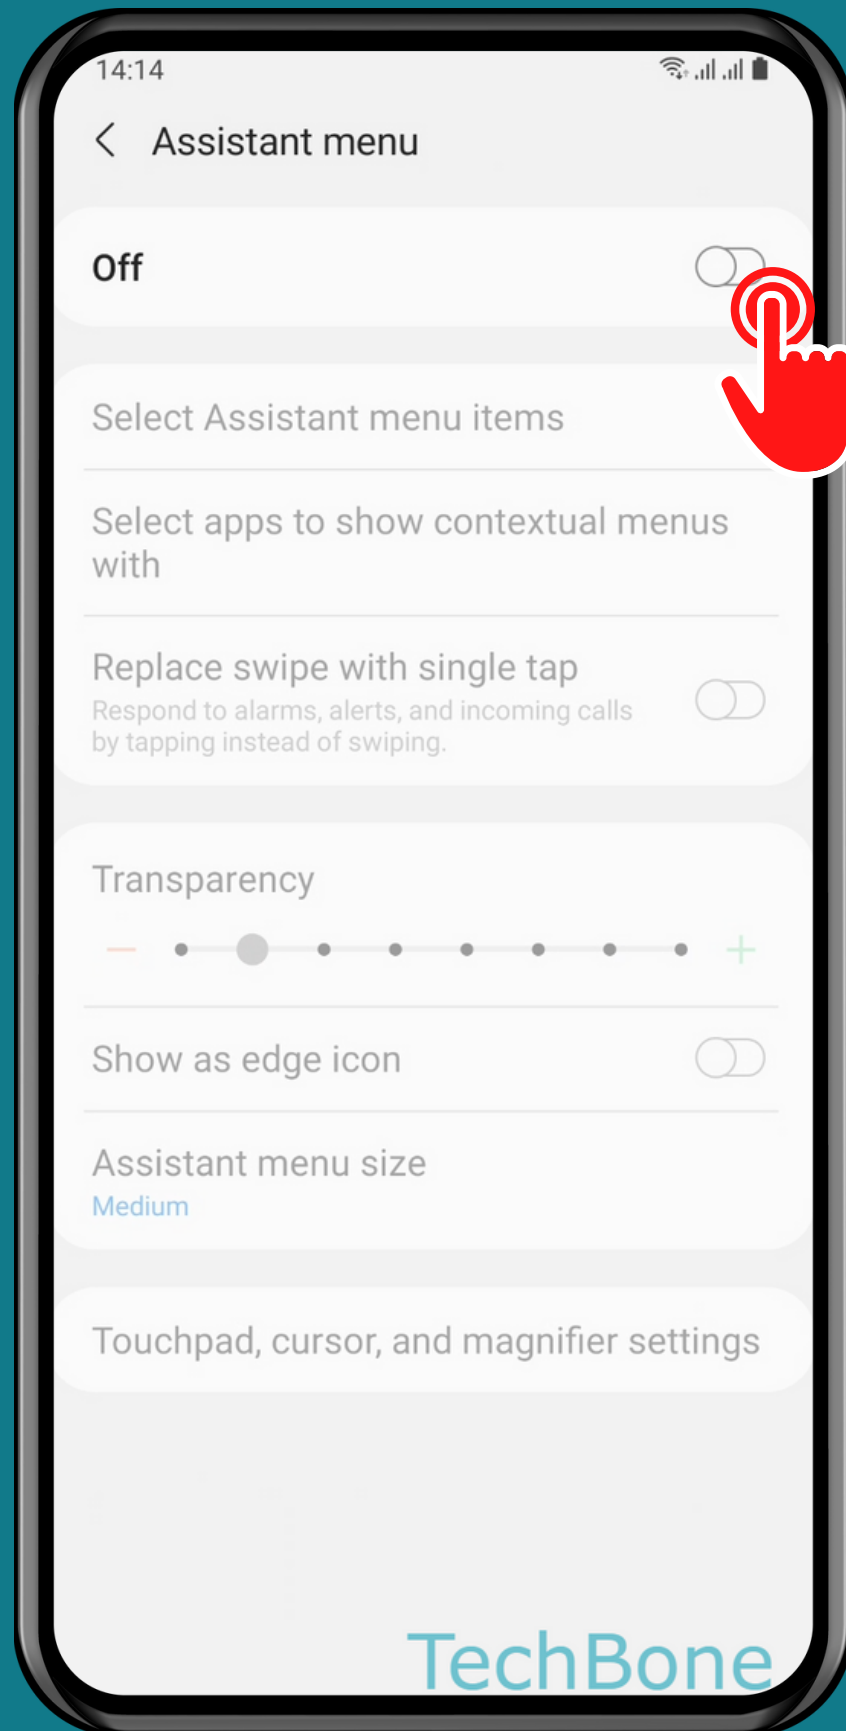 14:14
Assistant menu
Off
Select Assistant menu items
Select apps to show contextual menus
with
Replace swipe with single tap
Respond to alarms, alerts, and incoming calls
by tapping instead of swiping.
Transparency
Show as edge icon
Assistant menu size
Medium
Touchpad, cursor, and magnifier settings
TechBone